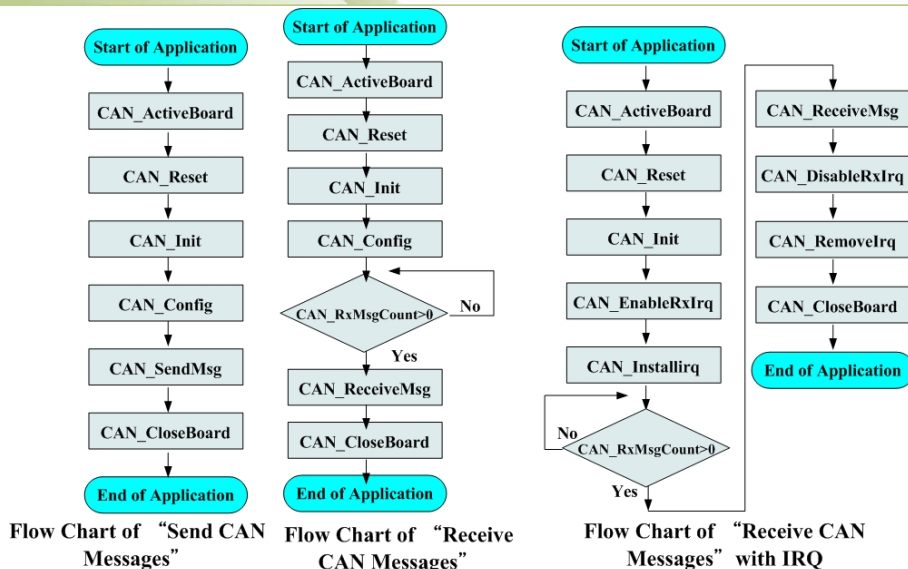 Start of Application
CAN_ActiveBoard
CAN_Reset
CAN_Init
CAN_Config
CAN_SendMsg
CAN_CloseBoard
End of Application
Flow Chart of “Send CAN
Messages”
Start of Application
CAN_ActiveBoard
CAN_Reset
CAN_Init
CAN_Config
CAN_RxMsgCount>0
No
Yes
CAN_ReceiveMsg
CAN_CloseBoard
End of Application
Flow Chart of “Receive
CAN Messages”
Start of Application
CAN_ActiveBoard
CAN_Reset
CAN_Init
CAN_EnableRxIrq
CAN_Installirq
No
CAN_RxMsgCount>0
Yes
CAN_ReceiveMsg
CAN_DisableRxIrq
CAN_RemoveIrq
CAN_CloseBoard
End of Application
Flow Chart of “Receive CAN
Messages” with IRQ